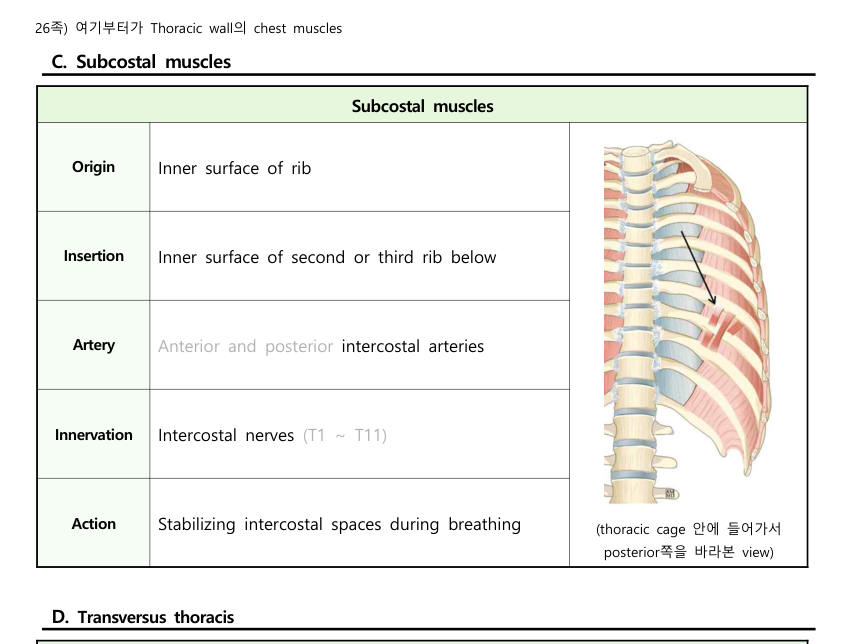 26족) 여기부터가 Thoracic wall의 chest muscles
C. Subcostal muscles
Subcostal muscles
Origin
Inner surface of rib
Insertion
Inner surface of second or third rib below
Artery
Anterior and posterior intercostal arteries
Innervation
Intercostal nerves (T1 ~ T11)
Action
Stabilizing intercostal spaces during breathing
(thoracic cage 안에 들어가서
posterior쪽을 바라본 view)
D. Transversus thoracis